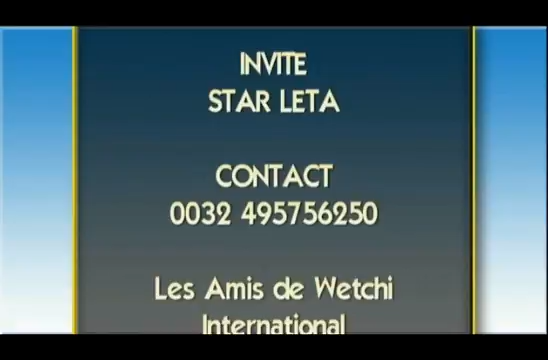 INVITE
STAR LETA
CONTACT
0032 495756250
Les Amis de Wetchi
International